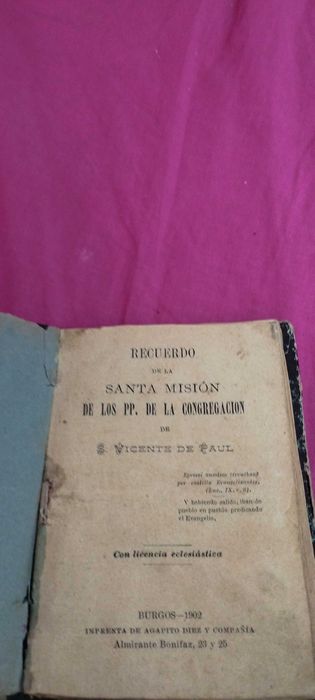 RECUERDO
DE LA
SANTA MISIÓN
DE LOS PP. DE LA CONGREGACION
DE
S. VICENTE DE PAUL
Egressi autem circuibant
per castella Evangelizantes,
(Luc., IX. v. 6).
Y habiendo salido, iban de
pueblo en pueblo predicando
el Evangelio,
Con licencia eclesiástica
BURGOS—1902
IMPRENTA DE AGAPITO DIEZ Y COMPAÑÍA
Almirante Bonifaz, 23 y 25